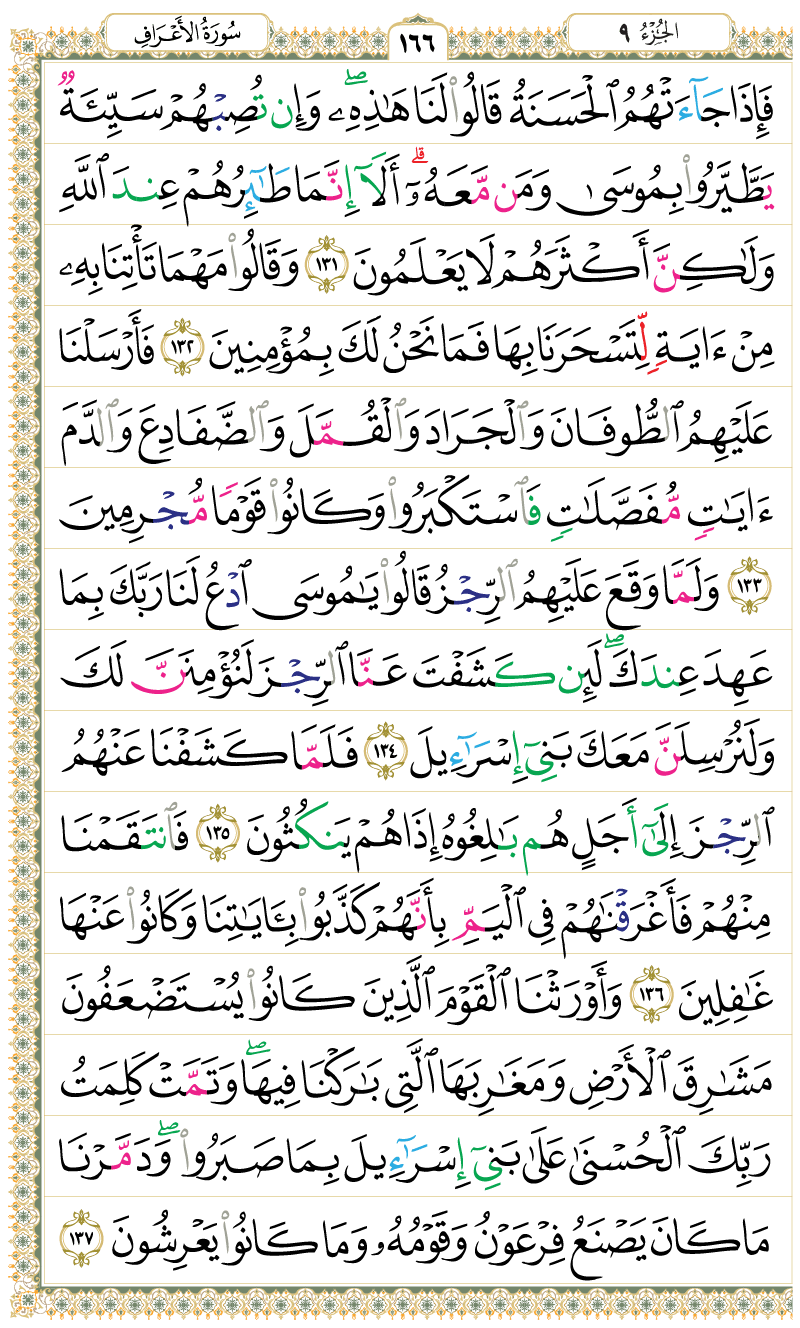 الجُزْءُ ٩
١٦٦
سُورَةُ الأَعْرَافِ
فَإِذَا جَآءَتْهُمُ ٱلْحَسَنَةُ قَالُوا۟ لَنَا هَـٰذِهِۦ ۖ وَإِن تُصِبْهُمْ سَيِّئَةٌ
يَطَّيَّرُوا۟ بِمُوسَىٰ وَمَن مَّعَهُۥٓ ۗ أَلَآ إِنَّمَا طَـٰٓئِرُهُمْ عِندَ ٱللَّهِ
وَلَـٰكِنَّ أَكْثَرَهُمْ لَا يَعْلَمُونَ ١٣١ وَقَالُوا۟ مَهْمَا تَأْتِنَا بِهِۦ
مِنْ ءَايَةٍ لِّتَسْحَرَنَا بِهَا فَمَا نَحْنُ لَكَ بِمُؤْمِنِينَ ١٣٢ فَأَرْسَلْنَا
عَلَيْهِمُ ٱلطُّوفَانَ وَٱلْجَرَادَ وَٱلْقُمَّلَ وَٱلضَّفَادِعَ وَٱلدَّمَ
ءَايَـٰتٍ مُّفَصَّلَـٰتٍ فَٱسْتَكْبَرُوا۟ وَكَانُوا۟ قَوْمًا مُّجْرِمِينَ
١٣٣ وَلَمَّا وَقَعَ عَلَيْهِمُ ٱلرِّجْزُ قَالُوا۟ يَـٰمُوسَى ٱدْعُ لَنَا رَبَّكَ بِمَا
عَهِدَ عِندَكَ ۖ لَئِن كَشَفْتَ عَنَّا ٱلرِّجْزَ لَنُؤْمِنَنَّ لَكَ
وَلَنُرْسِلَنَّ مَعَكَ بَنِىٓ إِسْرَٰٓءِيلَ ١٣٤ فَلَمَّا كَشَفْنَا عَنْهُمُ
ٱلرِّجْزَ إِلَىٰٓ أَجَلٍ هُم بَـٰلِغُوهُ إِذَا هُمْ يَنكُثُونَ ١٣٥ فَٱنتَقَمْنَا
مِنْهُمْ فَأَغْرَقْنَـٰهُمْ فِى ٱلْيَمِّ بِأَنَّهُمْ كَذَّبُوا۟ بِـَٔايَـٰتِنَا وَكَانُوا۟ عَنْهَا
غَـٰفِلِينَ ١٣٦ وَأَوْرَثْنَا ٱلْقَوْمَ ٱلَّذِينَ كَانُوا۟ يُسْتَضْعَفُونَ
مَشَـٰرِقَ ٱلْأَرْضِ وَمَغَـٰرِبَهَا ٱلَّتِى بَـٰرَكْنَا فِيهَا ۖ وَتَمَّتْ كَلِمَتُ
رَبِّكَ ٱلْحُسْنَىٰ عَلَىٰ بَنِىٓ إِسْرَٰٓءِيلَ بِمَا صَبَرُوا۟ ۖ وَدَمَّرْنَا
مَا كَانَ يَصْنَعُ فِرْعَوْنُ وَقَوْمُهُۥ وَمَا كَانُوا۟ يَعْرِشُونَ ١٣٧